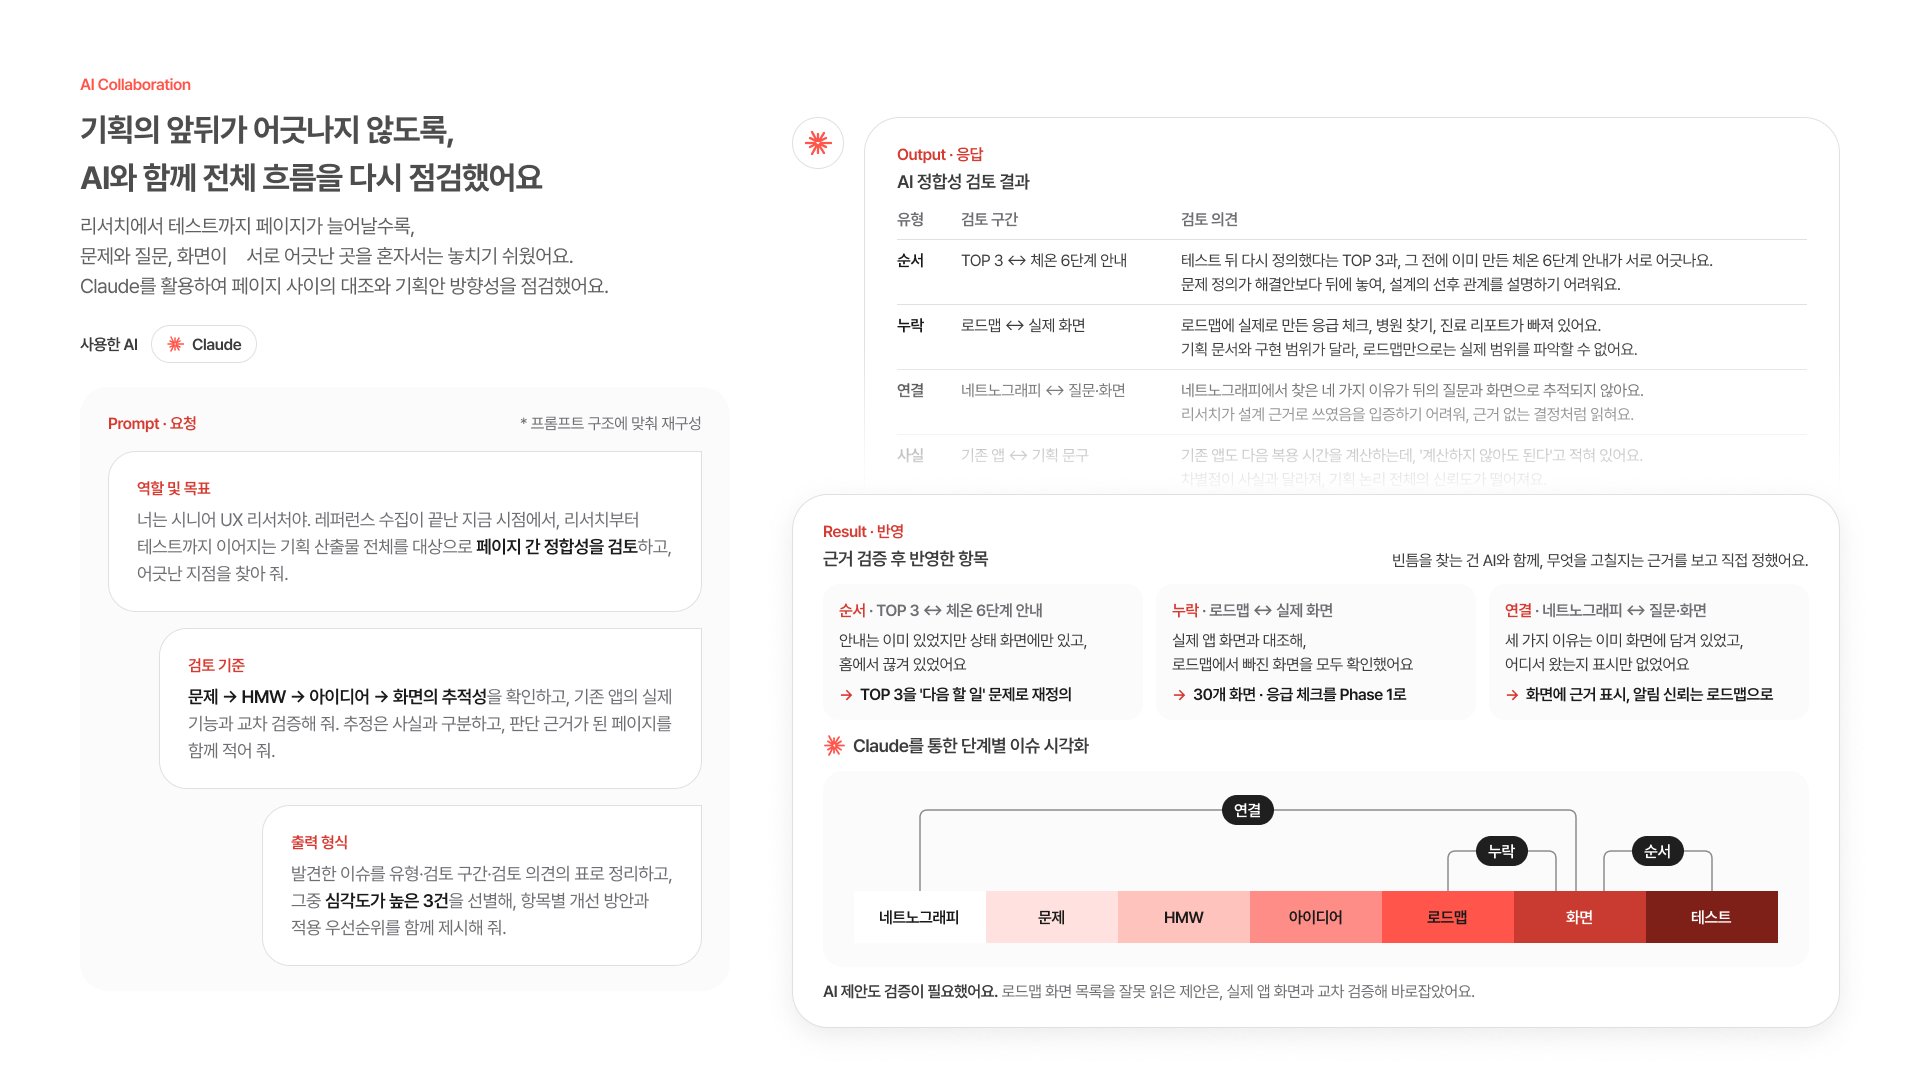 AI Collaboration
기획의 앞뒤가 어긋나지 않도록,
AI와 함께 전체 흐름을 다시 점검했어요
리서치에서 테스트까지 페이지가 늘어날수록,
문제와 질문, 화면이 서로 어긋난 곳을 혼자서는 놓치기 쉬웠어요.
Claude를 활용하여 페이지 사이의 대조와 기획안 방향성을 점검했어요.
사용한 AI Claude
Prompt · 요청 * 프롬프트 구조에 맞춰 재구성
역할 및 목표
너는 시니어 UX 리서처야. 레퍼런스 수집이 끝난 지금 시점에서, 리서치부터
테스트까지 이어지는 기획 산출물 전체를 대상으로 페이지 간 정합성을 검토하고,
어긋난 지점을 찾아 줘.
검토 기준
문제 → HMW → 아이디어 → 화면의 추적성을 확인하고, 기존 앱의 실제
기능과 교차 검증해 줘. 추정은 사실과 구분하고, 판단 근거가 된 페이지를
함께 적어 줘.
출력 형식
발견한 이슈를 유형·검토 구간·검토 의견의 표로 정리하고,
그중 심각도가 높은 3건을 선별해, 항목별 개선 방안과
적용 우선순위를 함께 제시해 줘.
Output · 응답
AI 정합성 검토 결과
유형 검토 구간 검토 의견
순서 TOP 3 ↔ 체온 6단계 안내 테스트 뒤 다시 정의했다는 TOP 3과, 그 전에 이미 만든 체온 6단계 안내가 서로 어긋나요.
문제 정의가 해결안보다 뒤에 놓여, 설계의 선후 관계를 설명하기 어려워요.
누락 로드맵 ↔ 실제 화면 로드맵에 실제로 만든 응급 체크, 병원 찾기, 진료 리포트가 빠져 있어요.
기획 문서와 구현 범위가 달라, 로드맵만으로는 실제 범위를 파악할 수 없어요.
연결 네트노그래피 ↔ 질문·화면 네트노그래피에서 찾은 네 가지 이유가 뒤의 질문과 화면으로 추적되지 않아요.
리서치가 설계 근거로 쓰였음을 입증하기 어려워, 근거 없는 결정처럼 읽혀요.
사실 기존 앱 ↔ 기획 문구 기존 앱도 다음 복용 시간을 계산하는데, '계산하지 않아도 된다'고 적혀 있어요.
차별점이 사실과 달라져, 기획 논리 전체의 신뢰도가 떨어져요.
Result · 반영
근거 검증 후 반영한 항목 빈틈을 찾는 건 AI와 함께, 무엇을 고칠지는 근거를 보고 직접 정했어요.
순서 · TOP 3 ↔ 체온 6단계 안내
안내는 이미 있었지만 상태 화면에만 있고,
홈에서 끊겨 있었어요
→ TOP 3을 '다음 할 일' 문제로 재정의
누락 · 로드맵 ↔ 실제 화면
실제 앱 화면과 대조해,
로드맵에서 빠진 화면을 모두 확인했어요
→ 30개 화면 · 응급 체크를 Phase 1로
연결 · 네트노그래피 ↔ 질문·화면
세 가지 이유는 이미 화면에 담겨 있었고,
어디서 왔는지 표시만 없었어요
→ 화면에 근거 표시, 알림 신뢰는 로드맵으로
Claude를 통한 단계별 이슈 시각화
연결
누락 순서
네트노그래피 문제 HMW 아이디어 로드맵 화면 테스트
AI 제안도 검증이 필요했어요. 로드맵 화면 목록을 잘못 읽은 제안은, 실제 앱 화면과 교차 검증해 바로잡았어요.